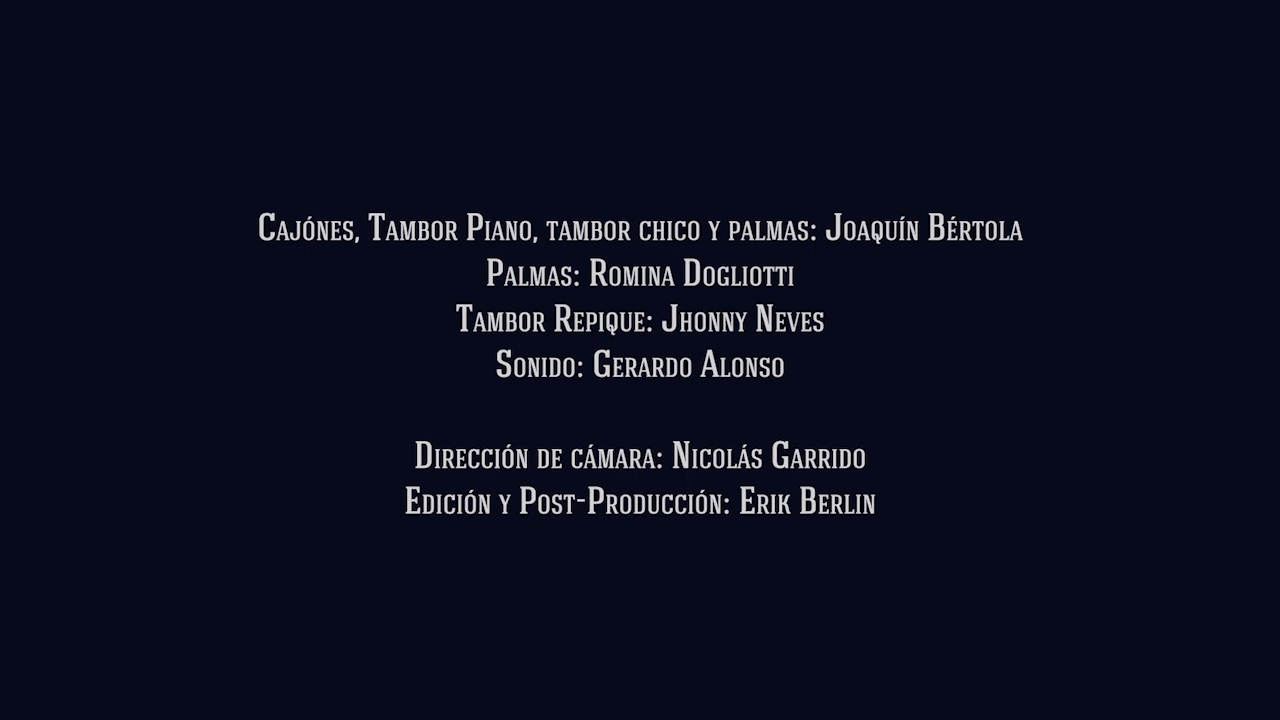 Cajónes, Tambor Piano, tambor chico y palmas: Joaquín Bértola
Palmas: Romina Dogliotti
Tambor Repique: Jhonny Neves
Sonido: Gerardo Alonso
Dirección de cámara: Nicolás Garrido
Edición y Post-Producción: Erik Berlin